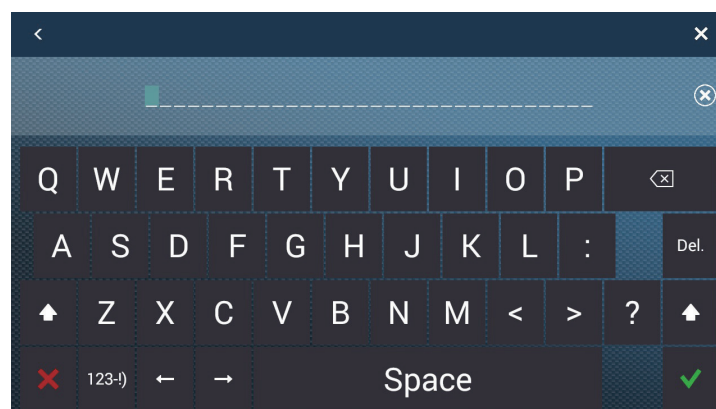 Q W E R T Y U I O P
A S D F G H J K L : Del.
Z X C V B N M < > ?
123-!) ← → Space